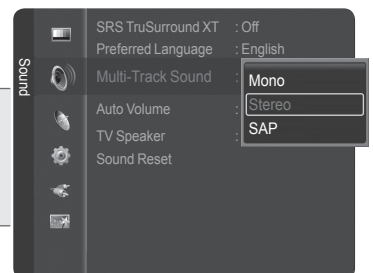 Sound
SRS TruSurround XT : Off
Preferred Language : English
Multi-Track Sound :
Mono
Stereo
SAP
Auto Volume :
TV Speaker :
Sound Reset